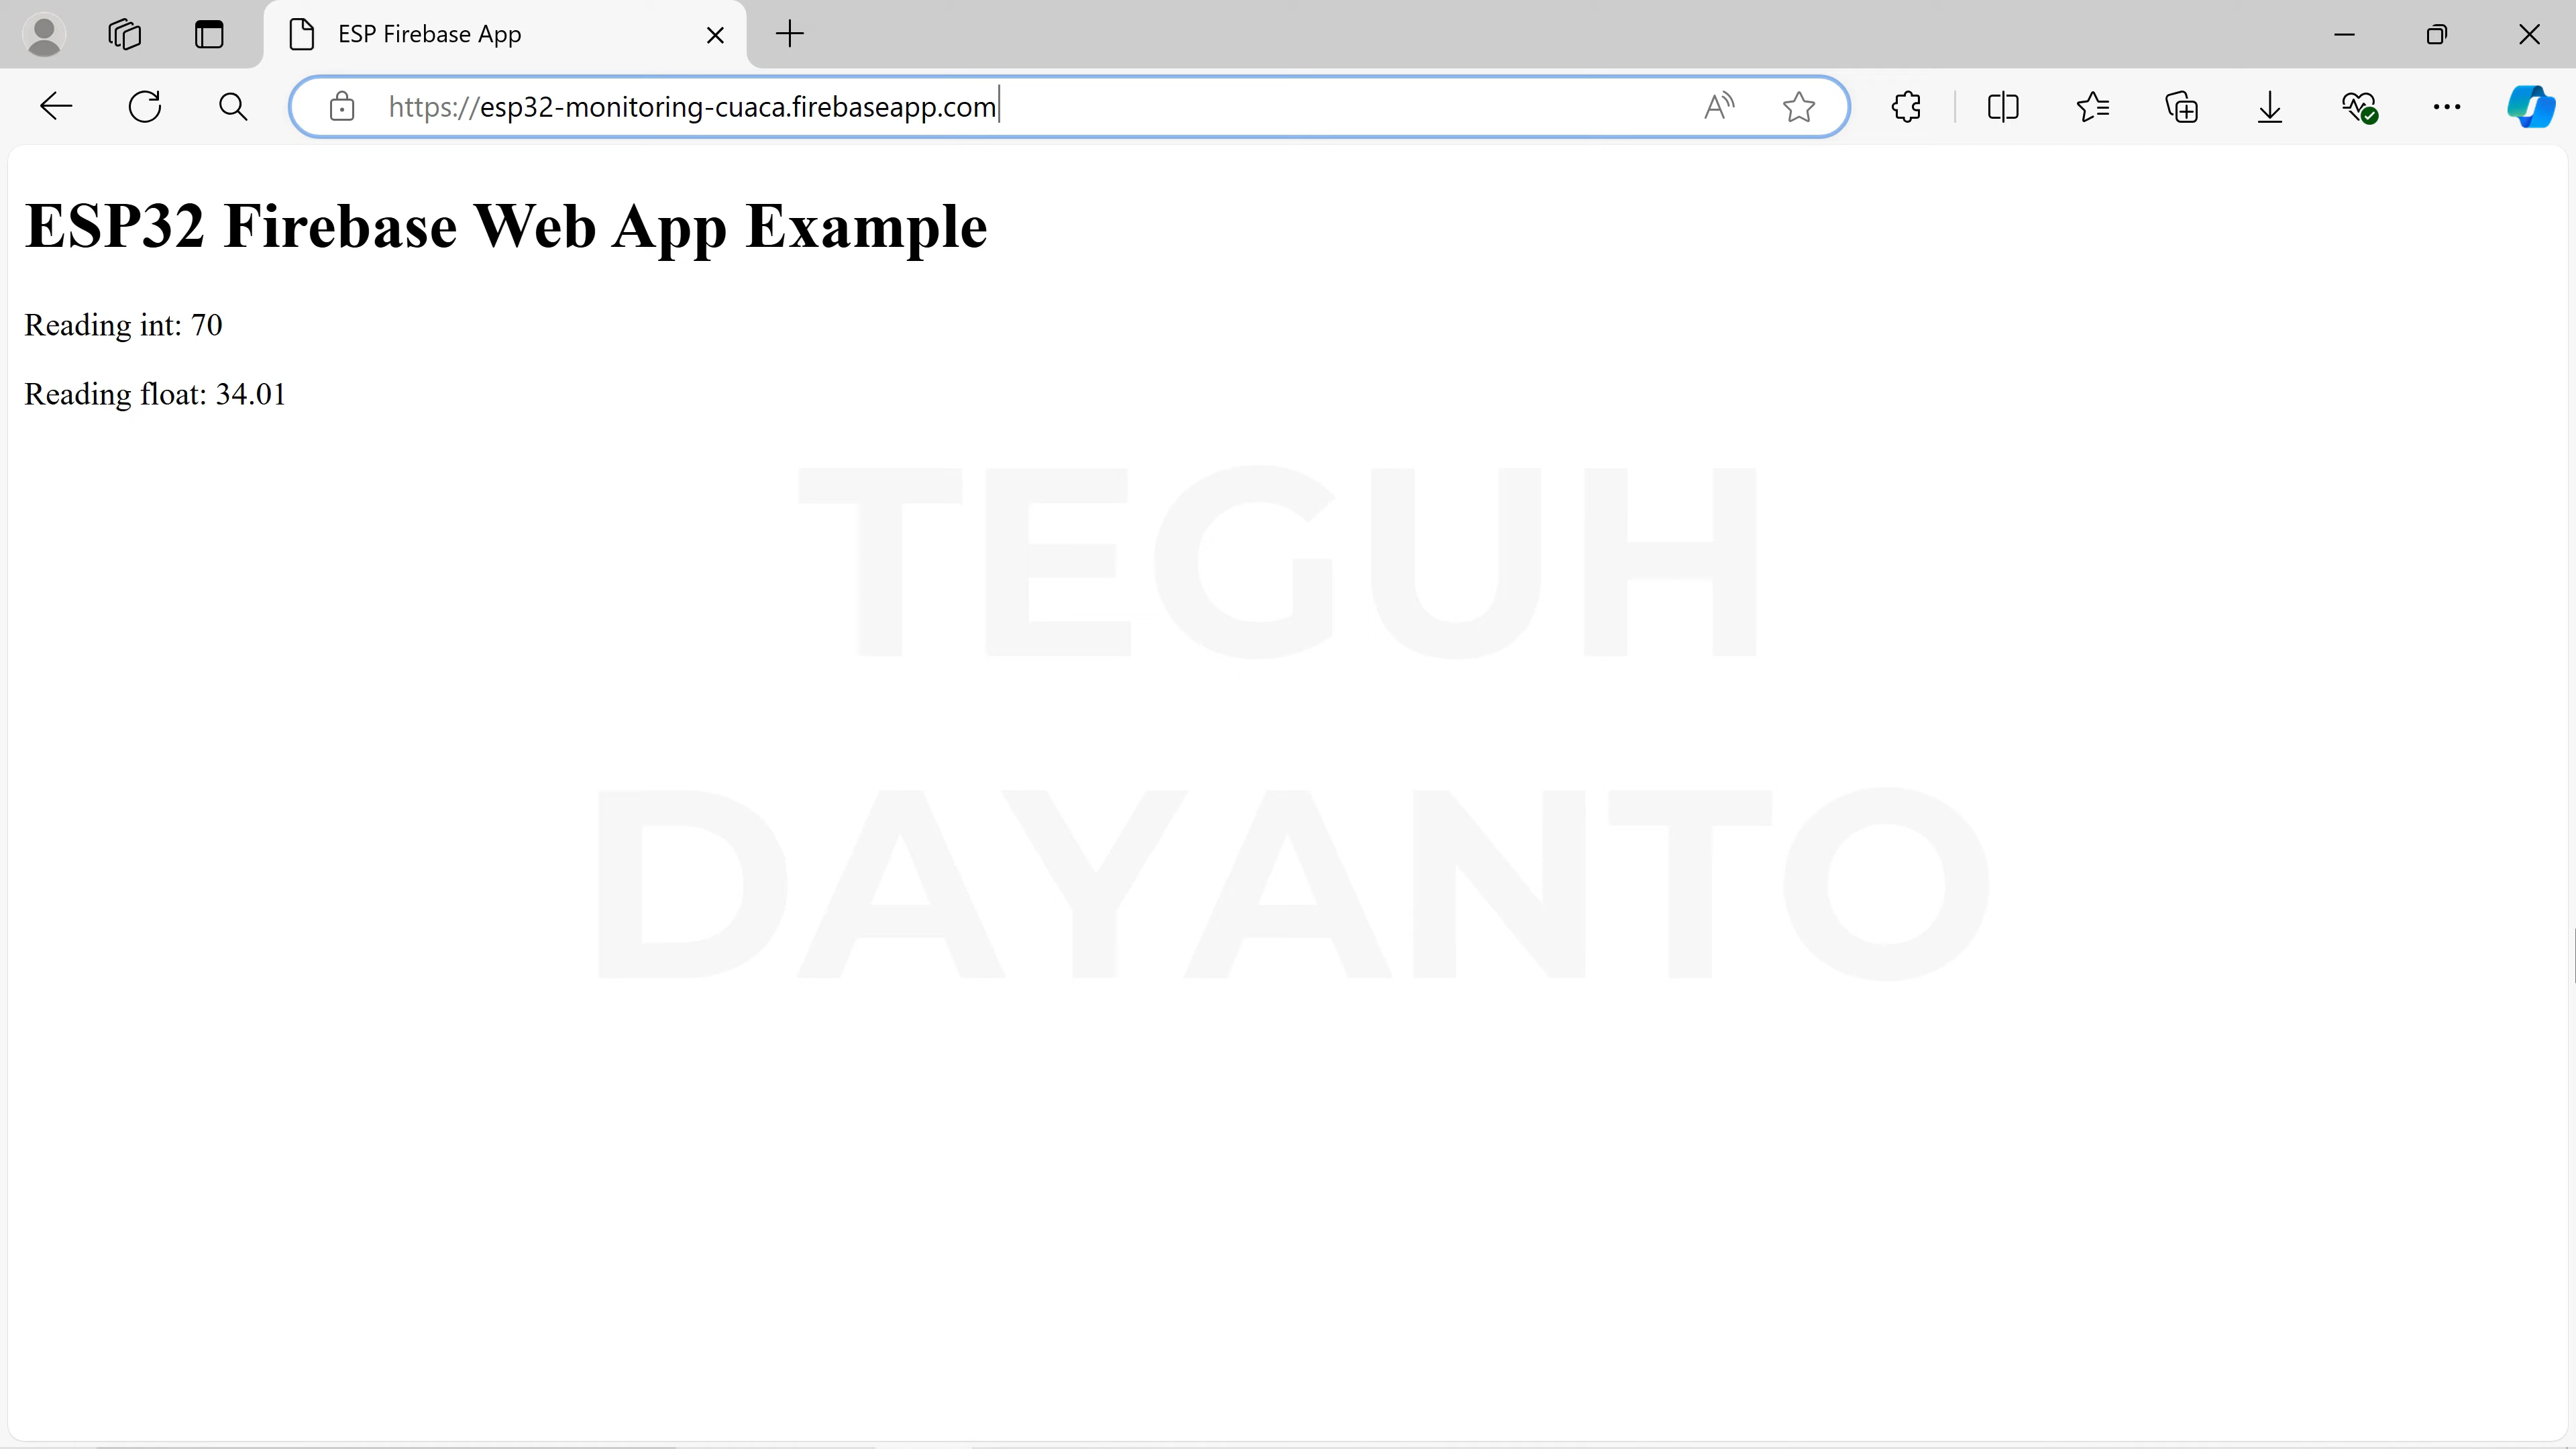 ESP Firebase App
https://esp32-monitoring-cuaca.firebaseapp.com
ESP32 Firebase Web App Example
Reading int: 70
Reading float: 34.01
TEGUH
DAYANTO